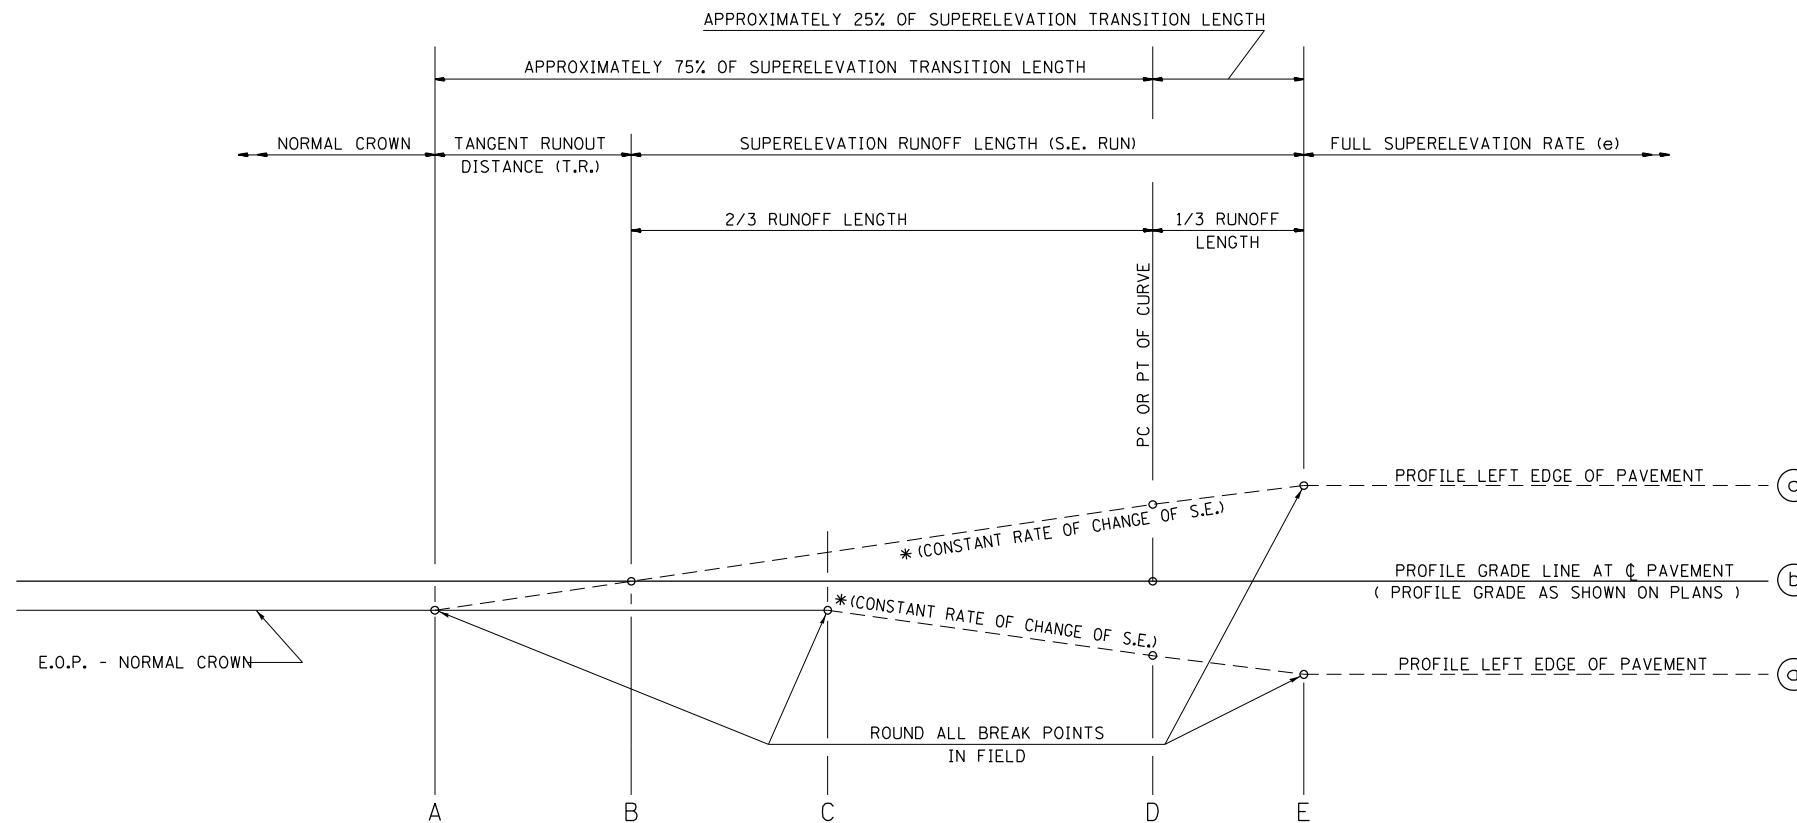 APPROXIMATELY 25% OF SUPERELEVATION TRANSITION LENGTH
APPROXIMATELY 75% OF SUPERELEVATION TRANSITION LENGTH
NORMAL CROWN
TANGENT RUNOUT
DISTANCE (T.R.)
SUPERELEVATION RUNOFF LENGTH (S.E. RUN)
FULL SUPERELEVATION RATE (e)
2/3 RUNOFF LENGTH
1/3 RUNOFF
LENGTH
PC OR PT OF CURVE
PROFILE LEFT EDGE OF PAVEMENT
* (CONSTANT RATE OF CHANGE OF S.E.)
PROFILE GRADE LINE AT ℄ PAVEMENT
( PROFILE GRADE AS SHOWN ON PLANS )
b
* (CONSTANT RATE OF CHANGE OF S.E.)
E.O.P. - NORMAL CROWN
PROFILE LEFT EDGE OF PAVEMENT
ROUND ALL BREAK POINTS
IN FIELD
A B C D E